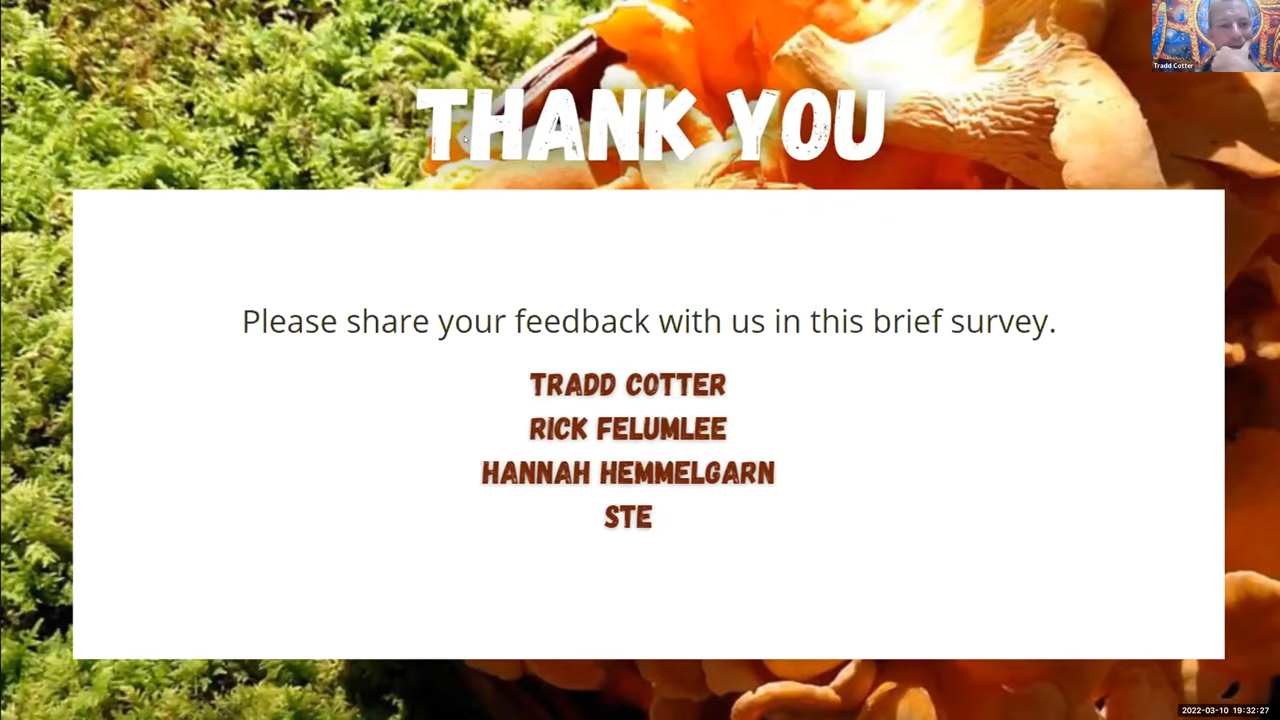 Tradd Cotter
THANK YOU
Please share your feedback with us in this brief survey.
TRADD COTTER
RICK FELUMLEE
HANNAH HEMMELGARN
STE
2022-03-10 19:32:27